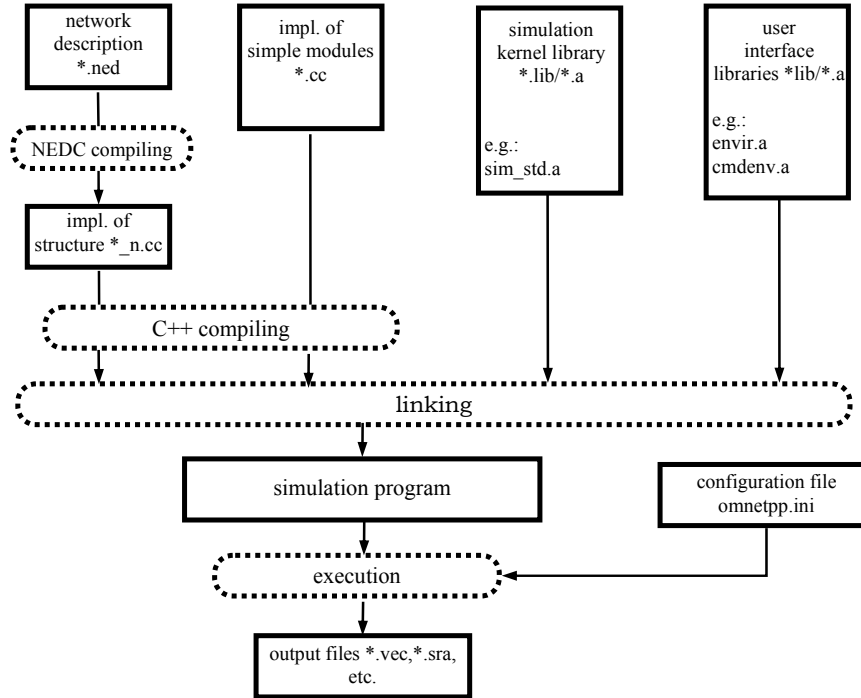 network
description
*.ned
impl. of
simple modules
*.cc
simulation
kernel library
*.lib/*.a
e.g.:
sim_std.a
user
interface
libraries *lib/*.a
e.g.:
envir.a
cmdenv.a
NEDC compiling
impl. of
structure *_n.cc
C++ compiling
linking
simulation program
configuration file
omnetpp.ini
execution
output files *.vec,*.sra,
etc.